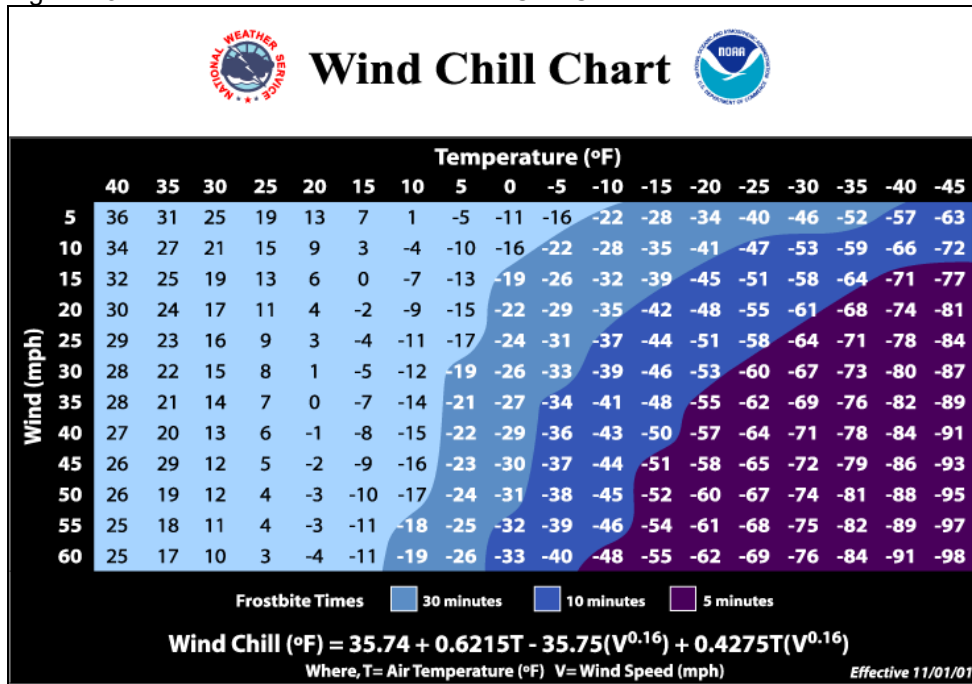 NATIONAL WEATHER SERVICE
Wind Chill Chart
NOAA
NATIONAL OCEANIC AND ATMOSPHERIC ADMINISTRATION
U.S. DEPARTMENT OF COMMERCE
Temperature (ºF)
40 35 30 25 20 15 10 5 0 -5 -10 -15 -20 -25 -30 -35 -40 -45
Wind (mph)
5 36 31 25 19 13 7 1 -5 -11 -16 -22 -28 -34 -40 -46 -52 -57 -63
10 34 27 21 15 9 3 -4 -10 -16 -22 -28 -35 -41 -47 -53 -59 -66 -72
15 32 25 19 13 6 0 -7 -13 -19 -26 -32 -39 -45 -51 -58 -64 -71 -77
20 30 24 17 11 4 -2 -9 -15 -22 -29 -35 -42 -48 -55 -61 -68 -74 -81
25 29 23 16 9 3 -4 -11 -17 -24 -31 -37 -44 -51 -58 -64 -71 -78 -84
30 28 22 15 8 1 -5 -12 -19 -26 -33 -39 -46 -53 -60 -67 -73 -80 -87
35 28 21 14 7 0 -7 -14 -21 -27 -34 -41 -48 -55 -62 -69 -76 -82 -89
40 27 20 13 6 -1 -8 -15 -22 -29 -36 -43 -50 -57 -64 -71 -78 -84 -91
45 26 29 12 5 -2 -9 -16 -23 -30 -37 -44 -51 -58 -65 -72 -79 -86 -93
50 26 19 12 4 -3 -10 -17 -24 -31 -38 -45 -52 -60 -67 -74 -81 -88 -95
55 25 18 11 4 -3 -11 -18 -25 -32 -39 -46 -54 -61 -68 -75 -82 -89 -97
60 25 17 10 3 -4 -11 -19 -26 -33 -40 -48 -55 -62 -69 -76 -84 -91 -98
Frostbite Times 30 minutes 10 minutes 5 minutes
Wind Chill (ºF) = 35.74 + 0.6215T - 35.75(V^0.16) + 0.4275T(V^0.16)
Where, T= Air Temperature (ºF) V= Wind Speed (mph)
Effective 11/01/01